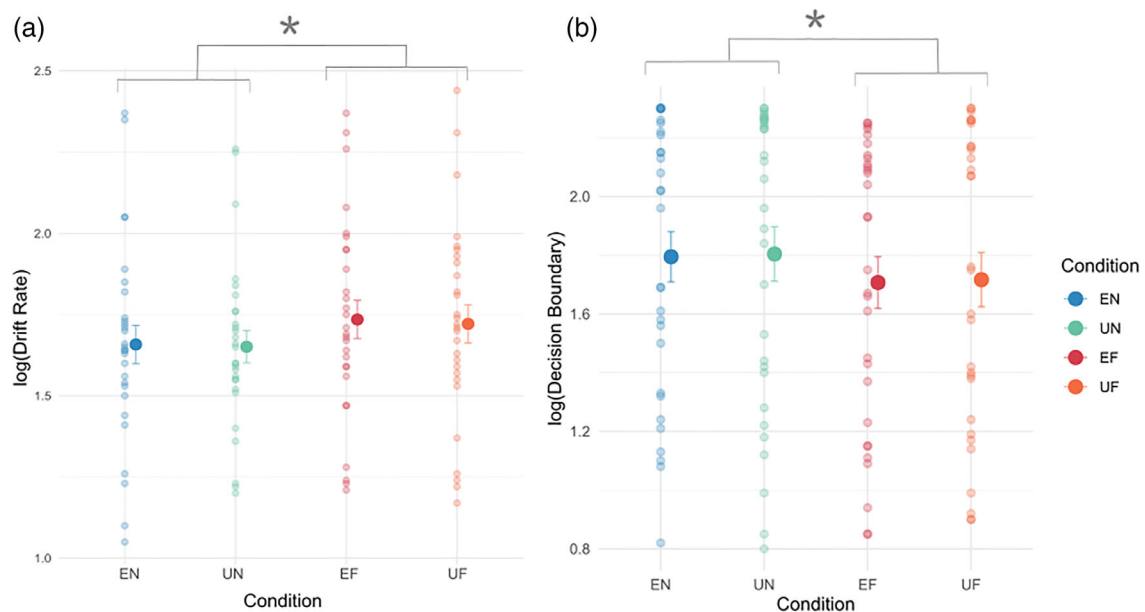 (a)
*
2.5
2.0
1.5
1.0
log(Drift Rate)
EN UN EF UF
Condition
(b)
*
2.0
1.6
1.2
0.8
log(Decision Boundary)
EN UN EF UF
Condition
Condition
EN
UN
EF
UF